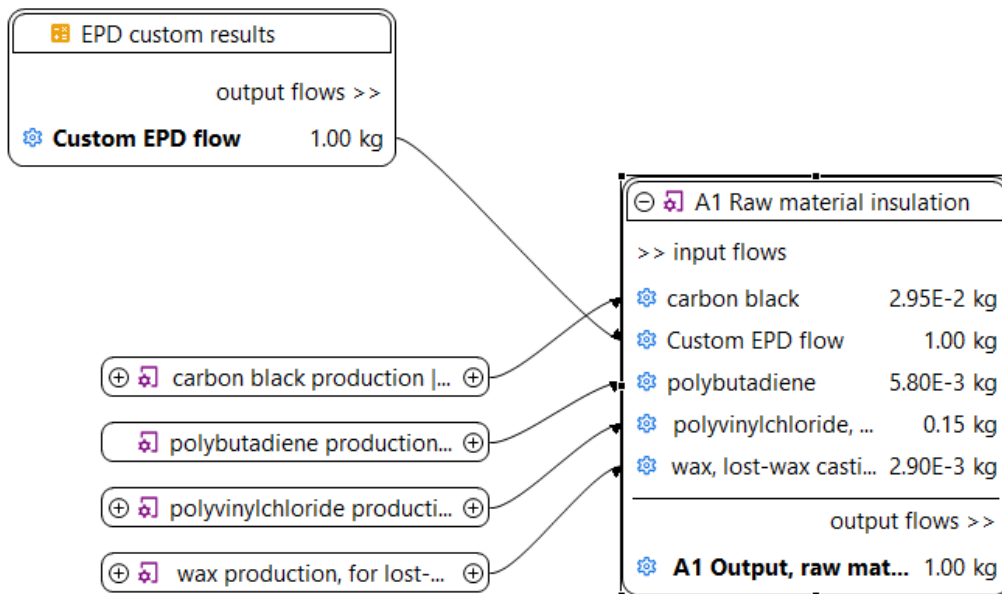 EPD custom results
output flows >>
Custom EPD flow 1.00 kg
A1 Raw material insulation
>> input flows
carbon black 2.95E-2 kg
Custom EPD flow 1.00 kg
polybutadiene 5.80E-3 kg
polyvinylchloride, ... 0.15 kg
wax, lost-wax casti... 2.90E-3 kg
output flows >>
A1 Output, raw mat... 1.00 kg
carbon black production |...
polybutadiene production...
polyvinylchloride producti...
wax production, for lost-...